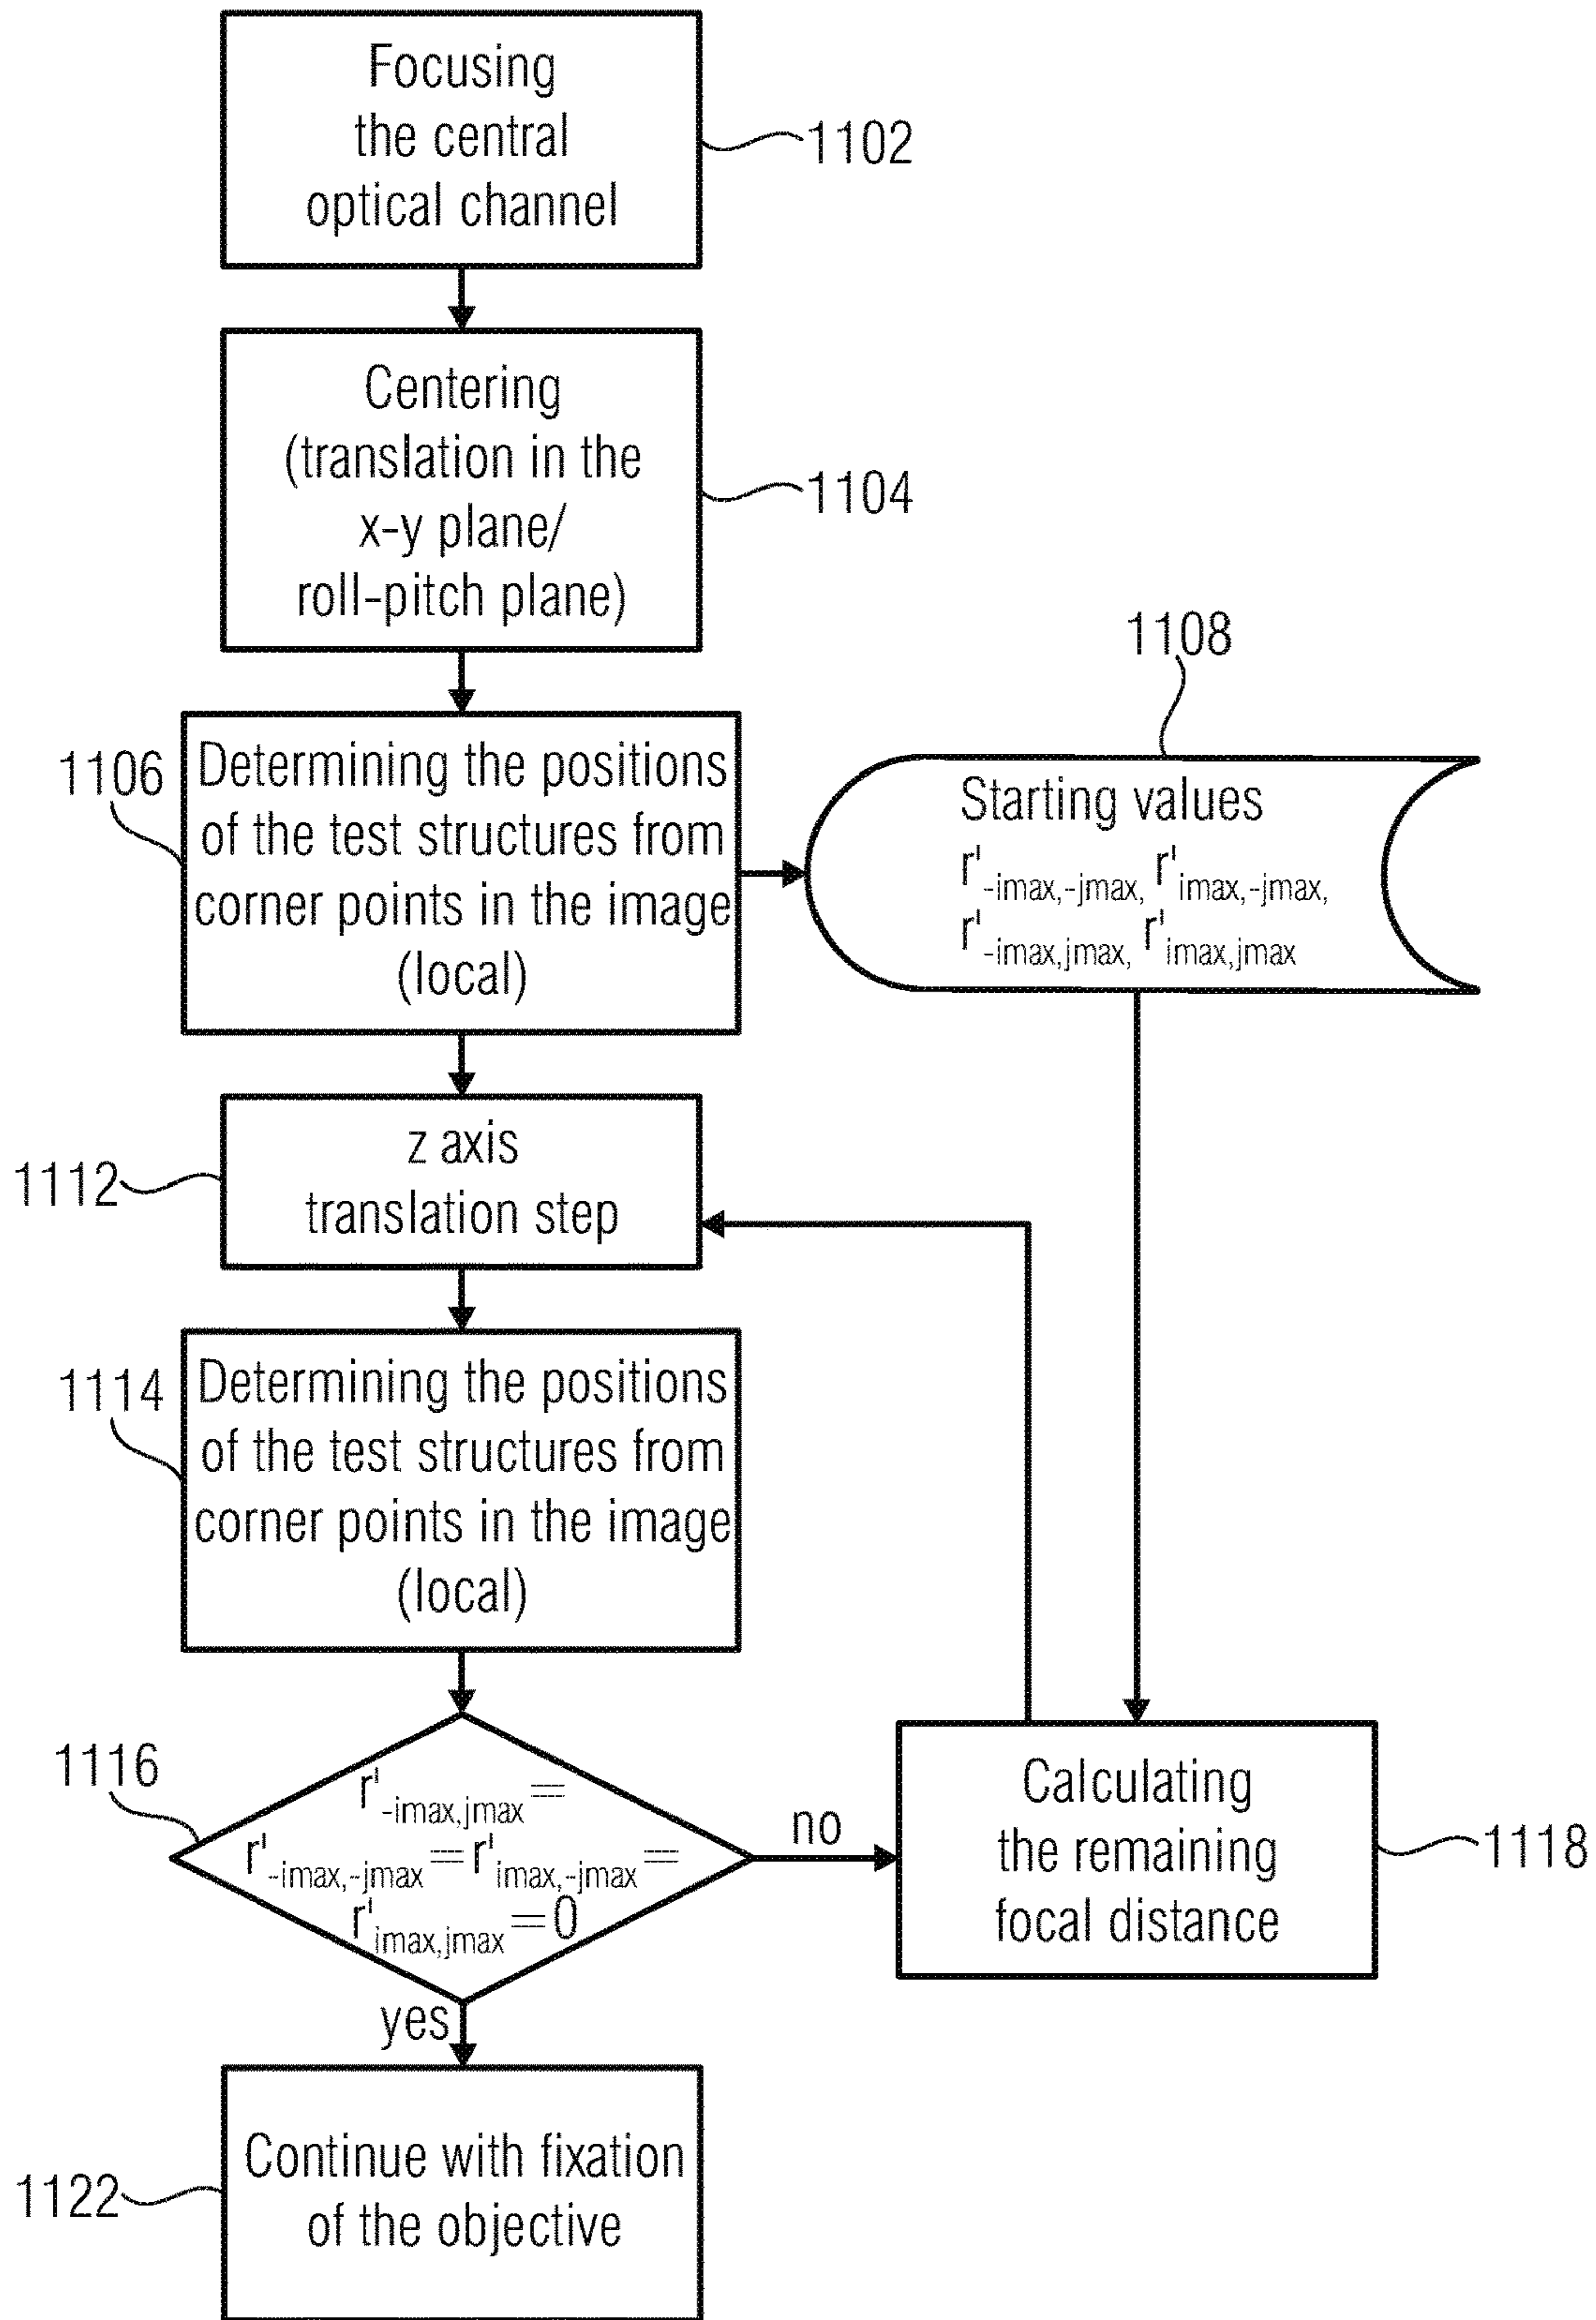 Focusing
the central
optical channel
1102
Centering
(translation in the
x-y plane/
roll-pitch plane)
1104
1106
Determining the positions
of the test structures from
corner points in the image
(local)
1108
Starting values
r'-imax,-jmax, r'imax,-jmax,
r'-imax,jmax, r'imax,jmax
1112
z axis
translation step
1114
Determining the positions
of the test structures from
corner points in the image
(local)
1116
r'-imax,jmax=
r'-imax,-jmax=r'imax,-jmax=
r'imax,jmax=0
no
yes
Calculating
the remaining
focal distance
1118
1122
Continue with fixation
of the objective